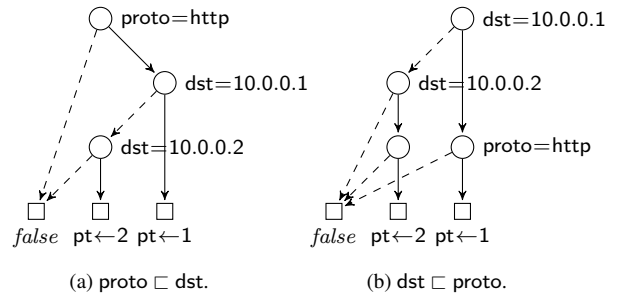 proto=http
dst=10.0.0.1
dst=10.0.0.2
false pt←2 pt←1
(a) proto ⊏ dst.
dst=10.0.0.1
dst=10.0.0.2
proto=http
false pt←2 pt←1
(b) dst ⊏ proto.